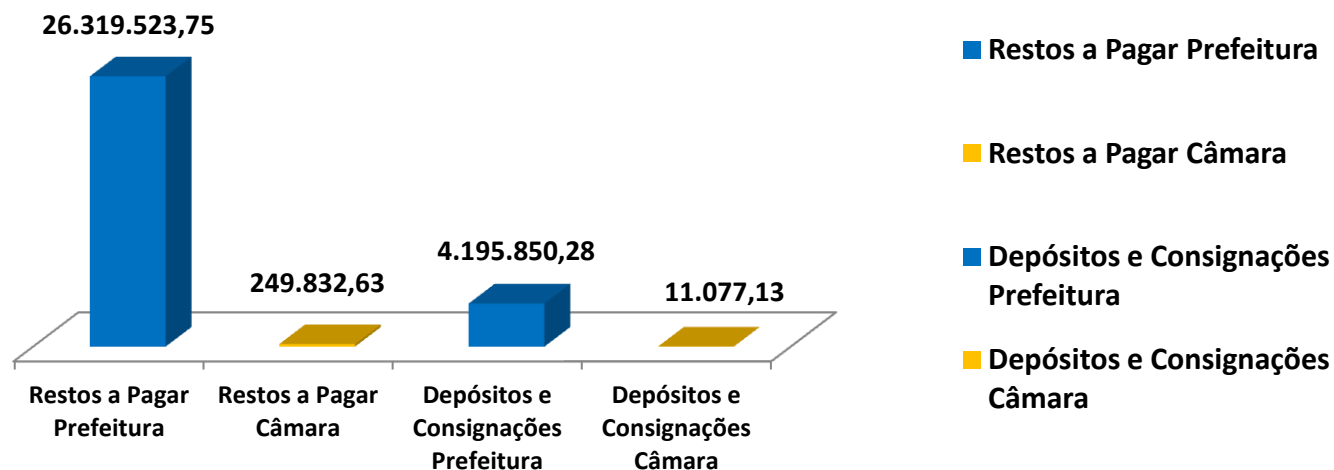 26.319.523,75
249.832,63
4.195.850,28
11.077,13
Restos a Pagar
Prefeitura
Restos a Pagar
Câmara
Depósitos e
Consignações
Prefeitura
Depósitos e
Consignações
Câmara
Restos a Pagar Prefeitura
Restos a Pagar Câmara
Depósitos e Consignações
Prefeitura
Depósitos e Consignações
Câmara